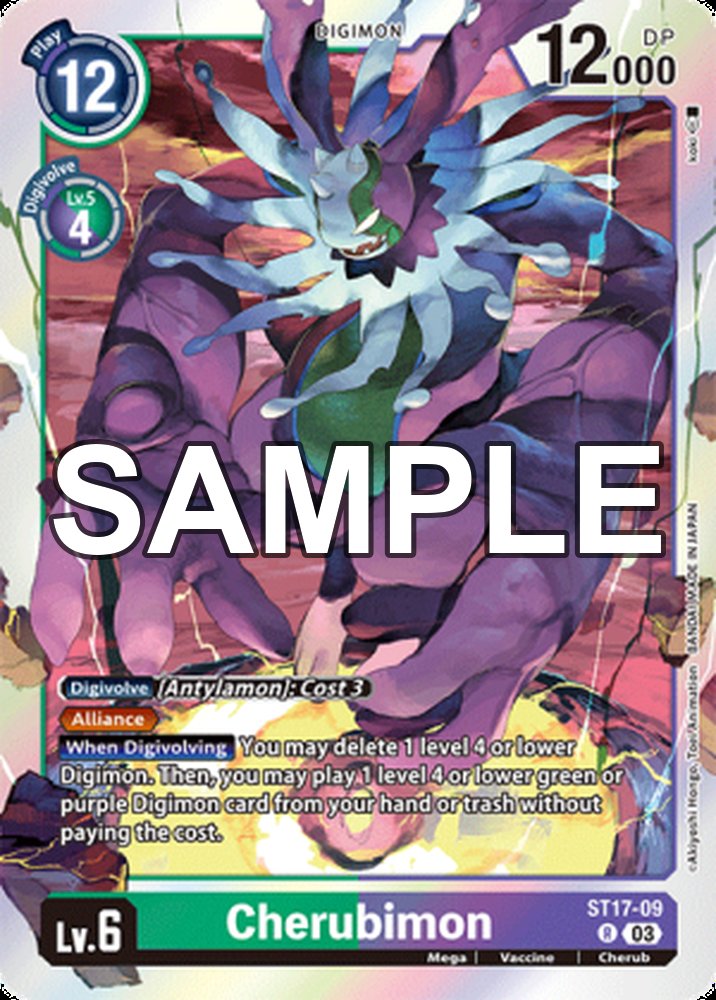 DIGIMON
Play
12
12000
DP
Digivolve
Lv.5
4
koki
SAMPLE
©Akiyoshi Hongo, Toei Animation BANDAI MADE IN JAPAN
Digivolve [Antylamon]: Cost 3
Alliance
When Digivolving You may delete 1 level 4 or lower
Digimon. Then, you may play 1 level 4 or lower green or
purple Digimon card from your hand or trash without
paying the cost.
Lv.6
Cherubimon
ST17-09
R 03
Mega | Vaccine | Cherub